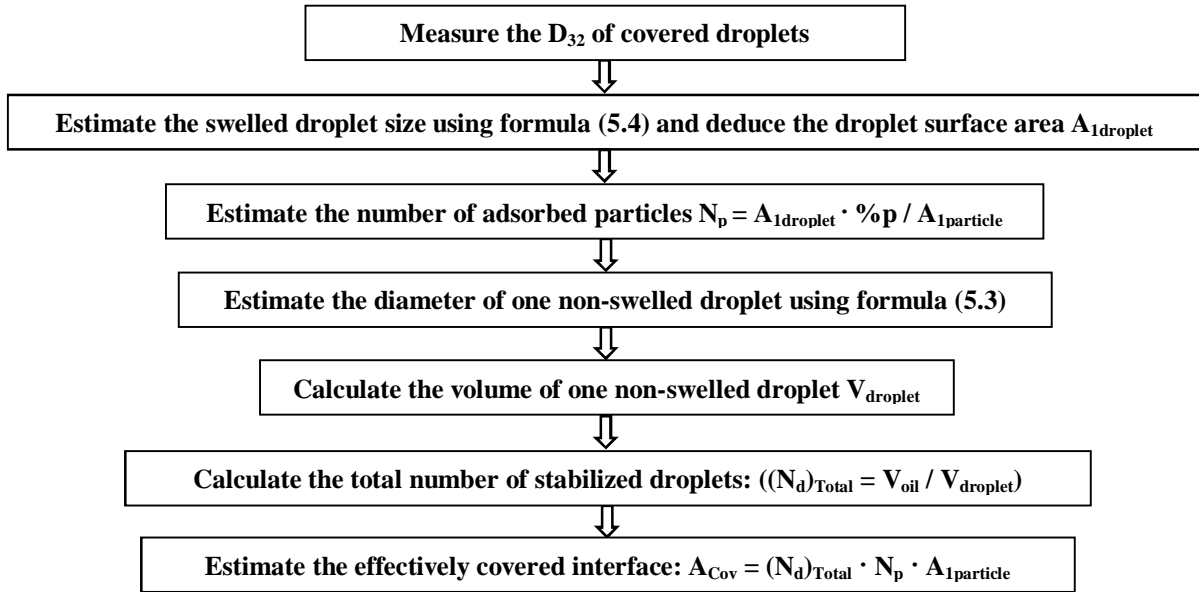 Measure the D₃₂ of covered droplets
Estimate the swelled droplet size using formula (5.4) and deduce the droplet surface area A₁droplet
Estimate the number of adsorbed particles Nₚ = A₁droplet · %p / A₁particle
Estimate the diameter of one non-swelled droplet using formula (5.3)
Calculate the volume of one non-swelled droplet Vdroplet
Calculate the total number of stabilized droplets: ((Nd)Total = Voil / Vdroplet)
Estimate the effectively covered interface: ACov = (Nd)Total · Nₚ · A₁particle